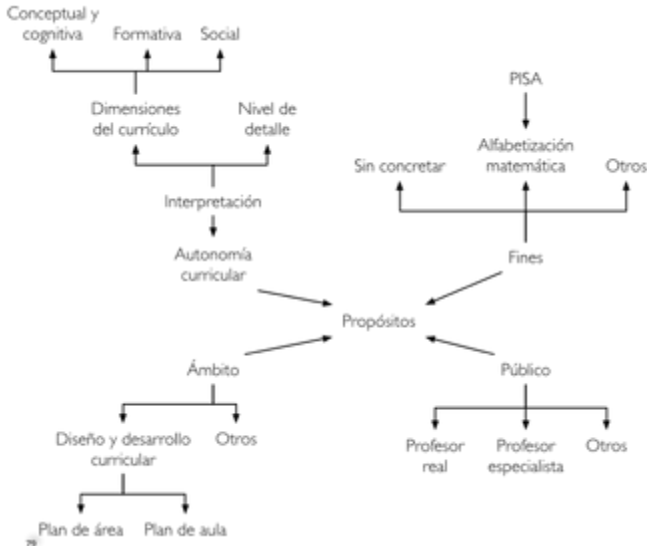 Conceptual y
cognitiva
Formativa
Social
Dimensiones
del currículo
Nivel de
detalle
Interpretación
Autonomía
curricular
PISA
Alfabetización
matemática
Sin concretar
Otros
Fines
Propósitos
Ámbito
Diseño y desarrollo
curricular
Otros
Plan de área
Plan de aula
Público
Profesor
real
Profesor
especialista
Otros